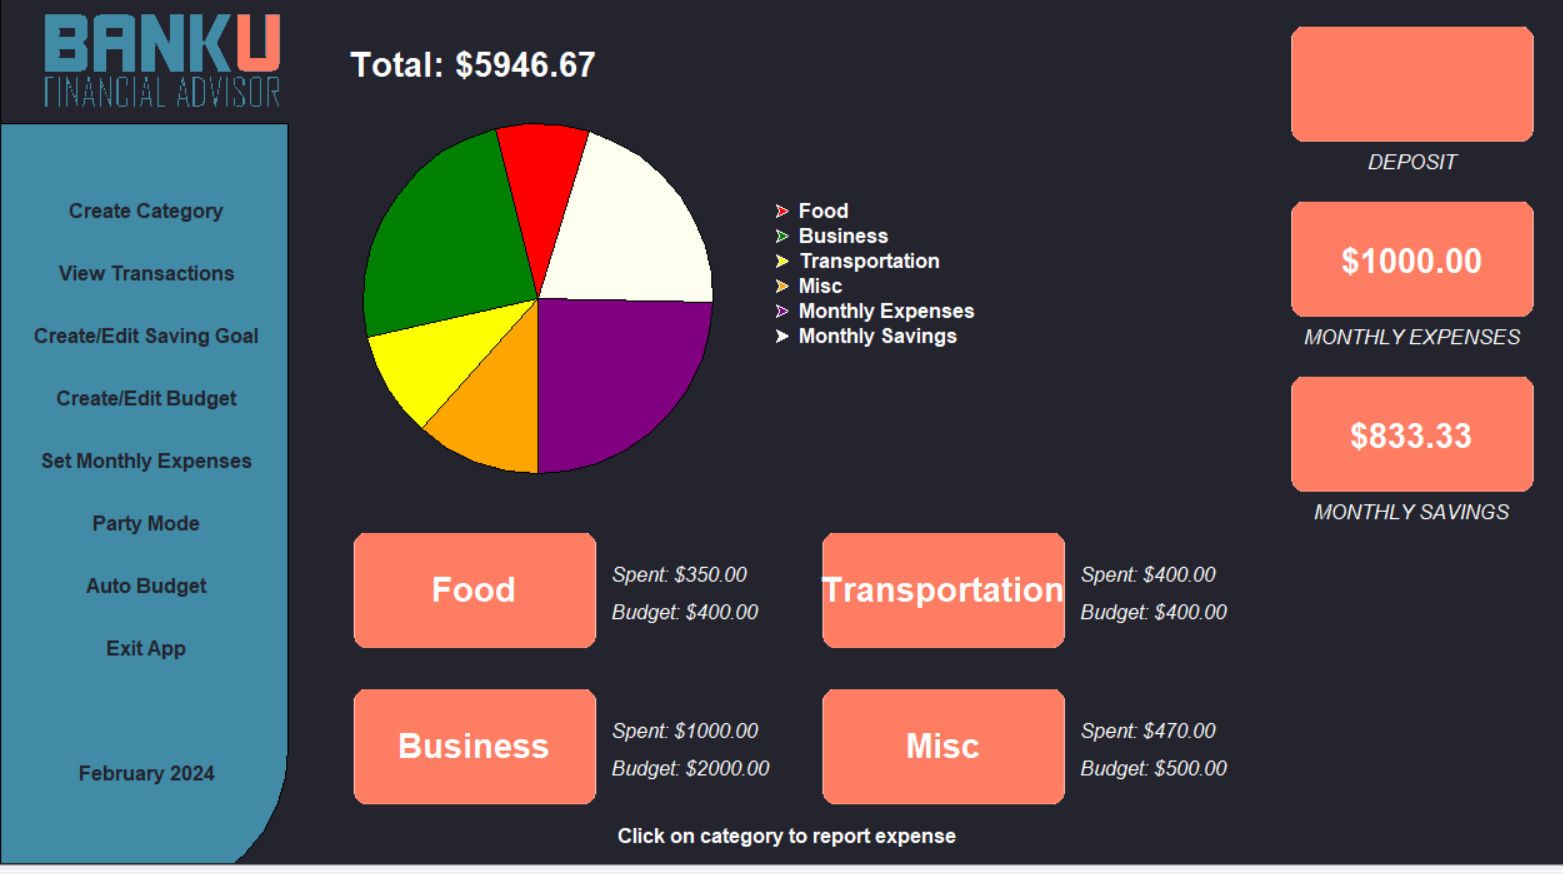 BANKU
FINANCIAL ADVISOR
Create Category
View Transactions
Create/Edit Saving Goal
Create/Edit Budget
Set Monthly Expenses
Party Mode
Auto Budget
Exit App
February 2024
Total: $5946.67
Food
Business
Transportation
Misc
Monthly Expenses
Monthly Savings
DEPOSIT
$1000.00
MONTHLY EXPENSES
$833.33
MONTHLY SAVINGS
Food
Spent: $350.00
Budget: $400.00
Transportation
Spent: $400.00
Budget: $400.00
Business
Spent: $1000.00
Budget: $2000.00
Misc
Spent: $470.00
Budget: $500.00
Click on category to report expense